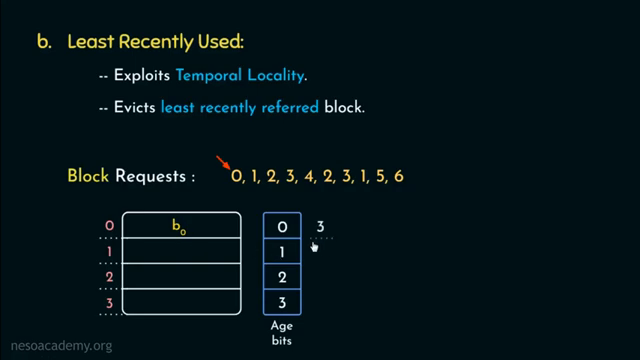 b. Least Recently Used:
-- Exploits Temporal Locality.
-- Evicts least recently referred block.
Block Requests : 0, 1, 2, 3, 4, 2, 3, 1, 5, 6
0 b0 0 3
1 1
2 2
3 3
Age
bits
nesoacademy.org